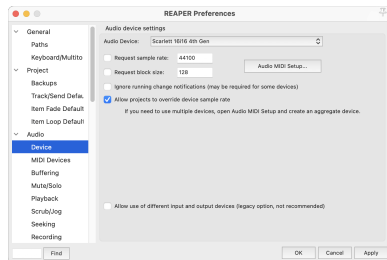 REAPER Preferences
General
Paths
Keyboard/Multito
Project
Backups
Track/Send Defau
Item Fade Default
Item Loop Default
Audio
Device
MIDI Devices
Buffering
Mute/Solo
Playback
Scrub/Jog
Seeking
Recording
Find
Audio device settings
Audio Device: Scarlett 16i16 4th Gen
Request sample rate: 44100
Request block size: 128
Audio MIDI Setup...
Ignore running change notifications (may be required for some devices)
Allow projects to override device sample rate
If you need to use multiple devices, open Audio MIDI Setup and create an aggregate device.
Allow use of different input and output devices (legacy option, not recommended)
OK Cancel Apply